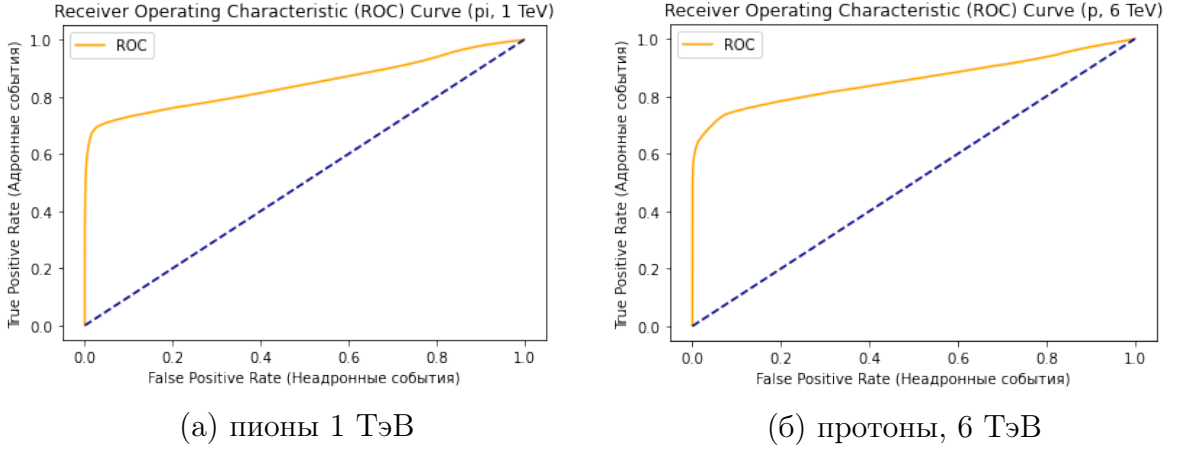 Receiver Operating Characteristic (ROC) Curve (pi, 1 TeV)
True Positive Rate (Адронные события)
1.0
0.8
0.6
0.4
0.2
0.0
ROC
0.0 0.2 0.4 0.6 0.8 1.0
False Positive Rate (Неадронные события)
(а) пионы 1 ТэВ
Receiver Operating Characteristic (ROC) Curve (p, 6 TeV)
True Positive Rate (Адронные события)
1.0
0.8
0.6
0.4
0.2
0.0
ROC
0.0 0.2 0.4 0.6 0.8 1.0
False Positive Rate (Неадронные события)
(б) протоны, 6 ТэВ